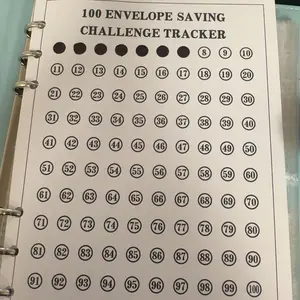 100 ENVELOPE SAVING
CHALLENGE TRACKER
8 9 10
11 12 13 14 15 16 17 18 19 20
21 22 23 24 25 26 27 28 29 30
31 32 33 34 35 36 37 38 39 40
41 42 43 44 45 46 47 48 49 50
51 52 53 54 55 56 57 58 59 60
61 62 63 64 65 66 67 68 69 70
71 72 73 74 75 76 77 78 79 80
81 82 83 84 85 86 87 88 89 90
91 92 93 94 95 96 97 98 99 100